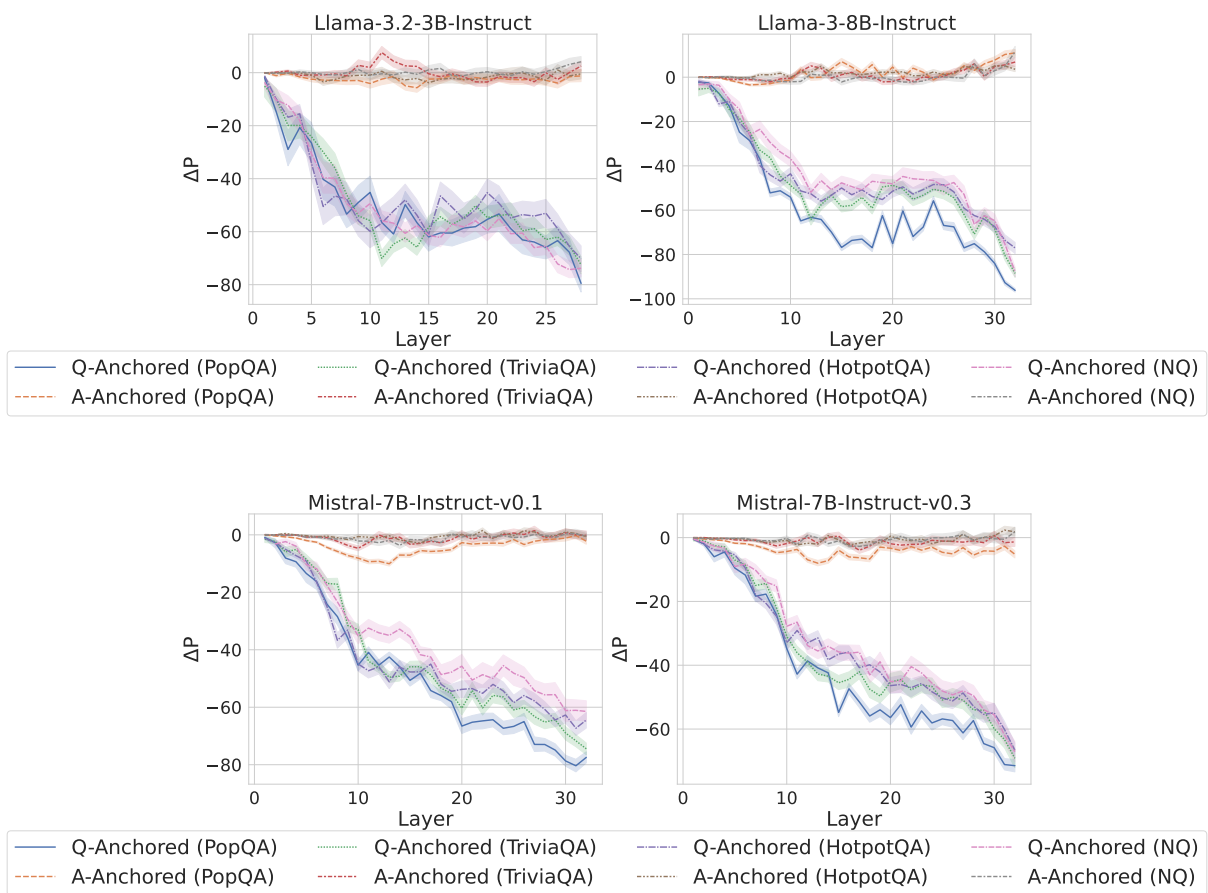 Llama-3.2-3B-Instruct
Llama-3-8B-Instruct
0
−20
−40
−60
−80
ΔP
0 5 10 15 20 25
Layer
0
−20
−40
−60
−80
−100
ΔP
0 10 20 30
Layer
Q-Anchored (PopQA) Q-Anchored (TriviaQA) Q-Anchored (HotpotQA) Q-Anchored (NQ)
A-Anchored (PopQA) A-Anchored (TriviaQA) A-Anchored (HotpotQA) A-Anchored (NQ)
Mistral-7B-Instruct-v0.1
Mistral-7B-Instruct-v0.3
0
−20
−40
−60
−80
ΔP
0 10 20 30
Layer
0
−20
−40
−60
ΔP
0 10 20 30
Layer
Q-Anchored (PopQA) Q-Anchored (TriviaQA) Q-Anchored (HotpotQA) Q-Anchored (NQ)
A-Anchored (PopQA) A-Anchored (TriviaQA) A-Anchored (HotpotQA) A-Anchored (NQ)